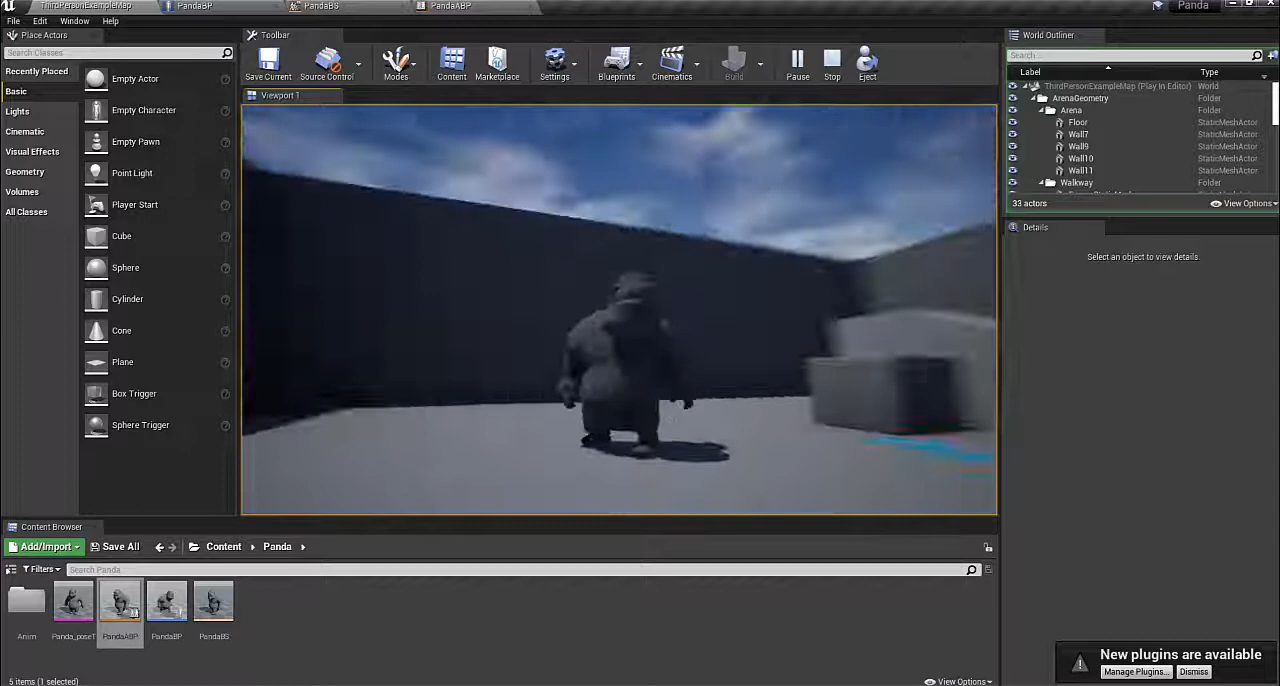 ThirdPersonExampleMap
PandaBP
PandaBS
PandaABP
Panda
File Edit Window Help
Place Actors
Search Classes
Recently Placed
Basic
Lights
Cinematic
Visual Effects
Geometry
Volumes
All Classes
Empty Actor
Empty Character
Empty Pawn
Point Light
Player Start
Cube
Sphere
Cylinder
Cone
Plane
Box Trigger
Sphere Trigger
Toolbar
Save Current
Source Control
Modes
Content
Marketplace
Settings
Blueprints
Cinematics
Build
Pause
Stop
Eject
Viewport 1
World Outliner
Search...
Label Type
ThirdPersonExampleMap (Play In Editor) World
ArenaGeometry Folder
Arena Folder
Floor StaticMeshActor
Wall7 StaticMeshActor
Wall9 StaticMeshActor
Wall10 StaticMeshActor
Wall11 StaticMeshActor
Walkway Folder
33 actors View Options
Details
Select an object to view details.
Content Browser
Add/Import Save All Content Panda
Filters Search Panda
Anim Panda_poseT PandaABP PandaBP PandaBS
5 items (1 selected) View Options
New plugins are available
Manage Plugins... Dismiss